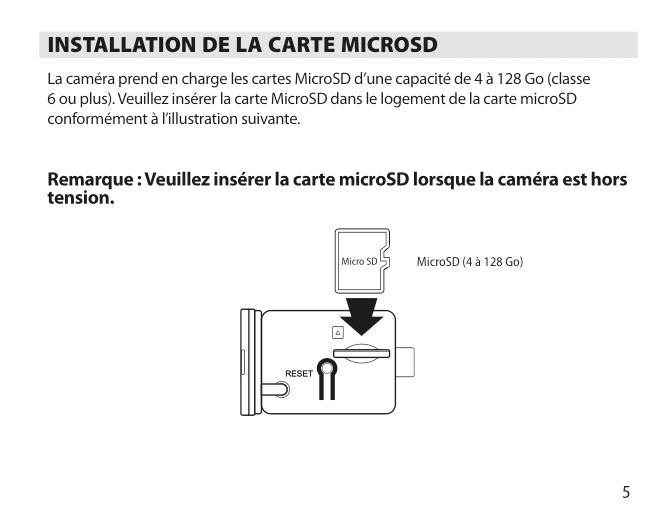 INSTALLATION DE LA CARTE MICROSD
La caméra prend en charge les cartes MicroSD d’une capacité de 4 à 128 Go (classe
6 ou plus). Veuillez insérer la carte MicroSD dans le logement de la carte microSD
conformément à l’illustration suivante.
Remarque : Veuillez insérer la carte microSD lorsque la caméra est hors
tension.
Micro SD
MicroSD (4 à 128 Go)
RESET
5